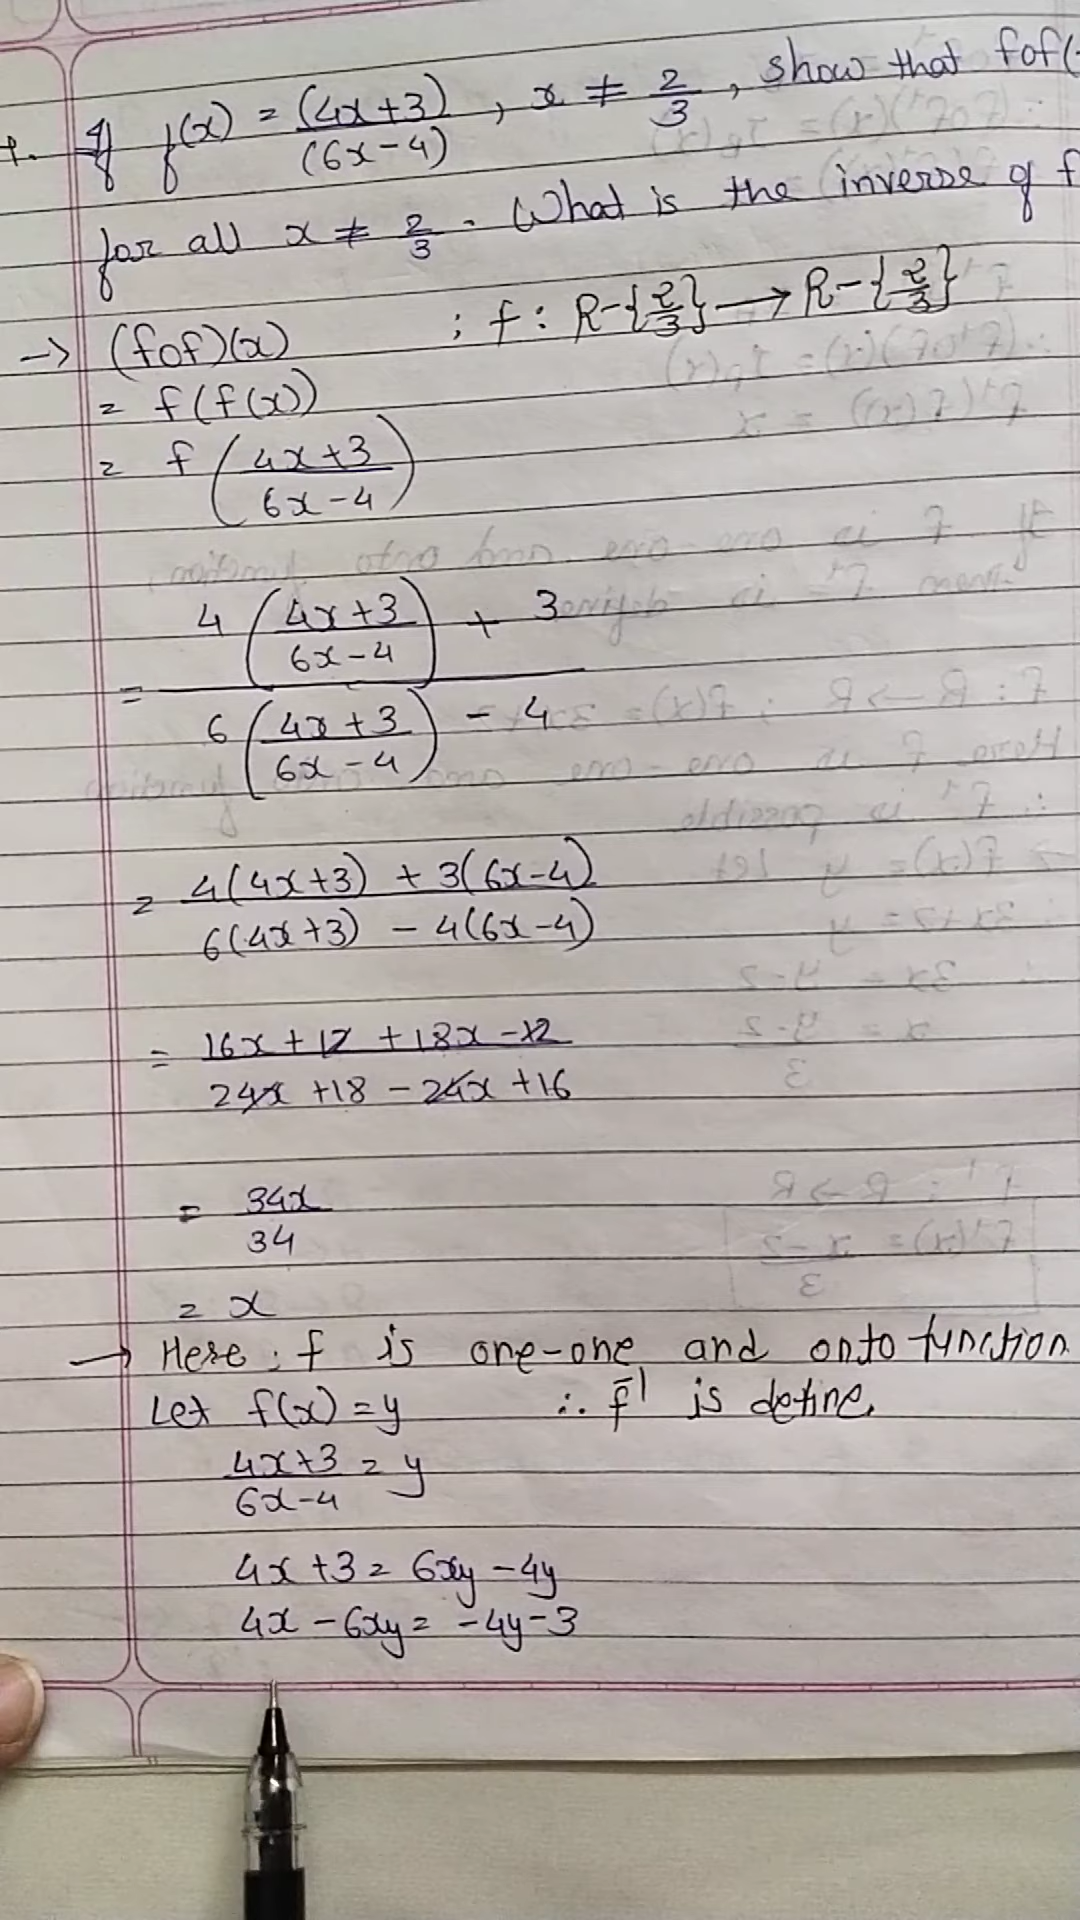 If f(x) = (4x+3)/(6x-4), x ≠ 2/3, show that fof(
for all x ≠ 2/3. What is the inverse of f
; f : R-{2/3} → R-{2/3}
→ (fof)(x)
= f(f(x))
= f((4x+3)/(6x-4))
= (4((4x+3)/(6x-4)) + 3)/(6((4x+3)/(6x-4)) - 4)
= (4(4x+3) + 3(6x-4))/(6(4x+3) - 4(6x-4))
= (16x+12+18x-12)/(24x+18-24x+16)
= 34x/34
= x
→ Here, f is one-one and onto function
Let f(x) = y ∴ f⁻¹ is define
(4x+3)/(6x-4) = y
4x+3 = 6xy-4y
4x-6xy = -4y-3